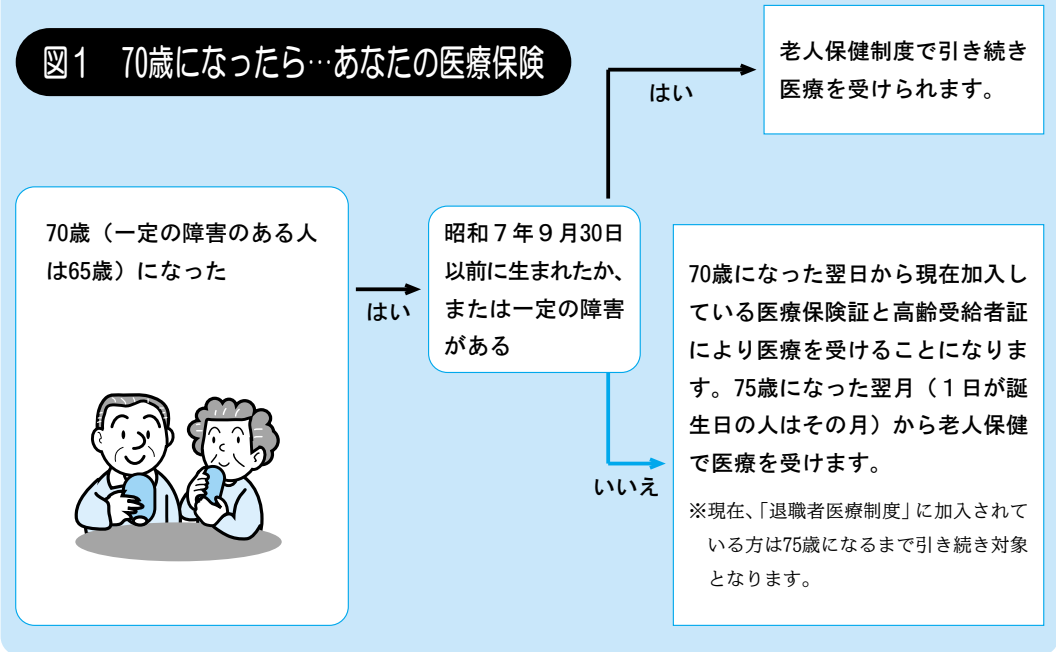 図1 70歳になったら…あなたの医療保険
70歳（一定の障害のある人
は65歳）になった
はい
昭和７年９月30日
以前に生まれたか、
または一定の障害
がある
はい
老人保健制度で引き続き
医療を受けられます。
いいえ
70歳になった翌日から現在加入し
ている医療保険証と高齢受給者証
により医療を受けることになりま
す。75歳になった翌月（１日が誕
生日の人はその月）から老人保健
で医療を受けます。
※現在、「退職者医療制度」に加入されて
いる方は75歳になるまで引き続き対象
となります。